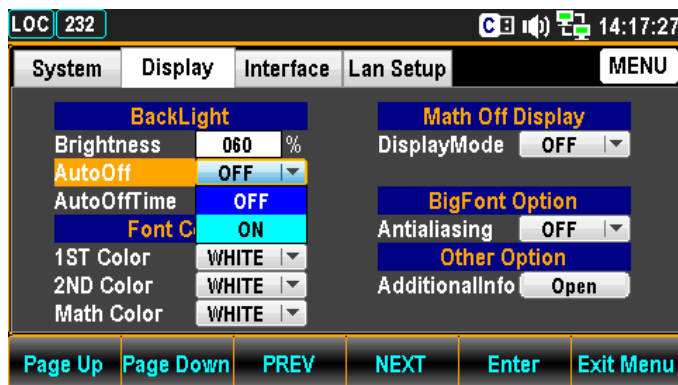 LOC 232 C 14:17:27
System Display Interface Lan Setup MENU
BackLight
Brightness 060 %
AutoOff OFF
AutoOffTime OFF
ON
1ST Color WHITE
2ND Color WHITE
Math Color WHITE
Math Off Display
DisplayMode OFF
BigFont Option
Antialiasing OFF
Other Option
AdditionalInfo Open
Page Up Page Down PREV NEXT Enter Exit Menu